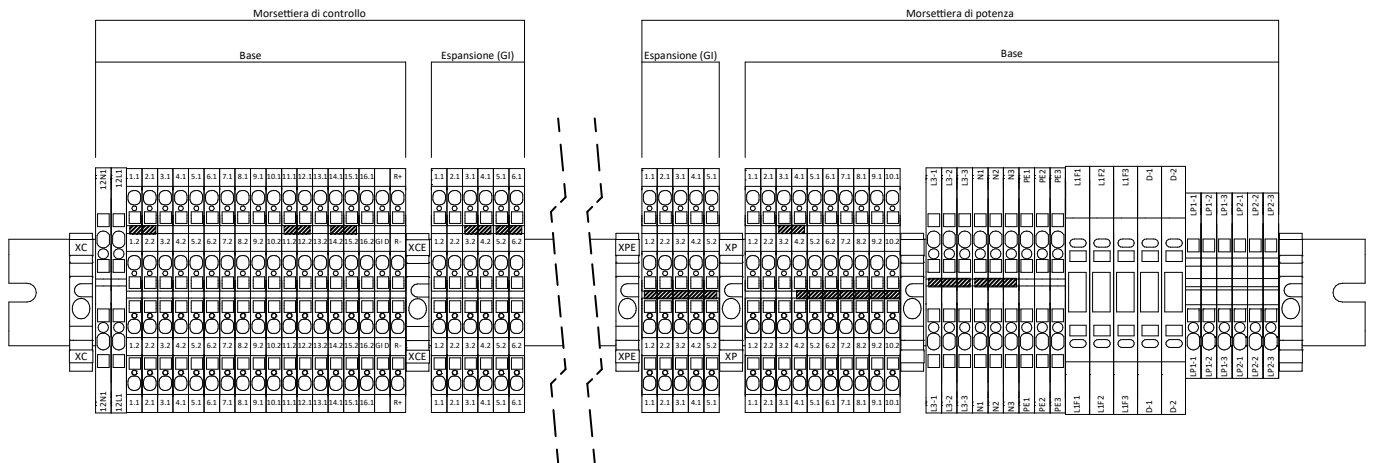 Morsettiera di controllo
Morsettiera di potenza
Base
Espansione (GI)
Espansione (GI)
Base
12N1 12L1 1.1 2.1 3.1 4.1 5.1 6.1 7.1 8.1 9.1 10.1 11.1 12.1 13.1 14.1 15.1 16.1 R+
1.1 2.1 3.1 4.1 5.1 6.1
1.1 2.1 3.1 4.1 5.1
1.1 2.1 3.1 4.1 5.1 6.1 7.1 8.1 9.1 10.1
L3-1 L3-2 L3-3 N1 N2 N3 PE1 PE2 PE3 L1F1 L1F2 L1F3 D-1 D-2
LP1-1 LP1-2 LP1-3 LP2-1 LP2-2 LP2-3
XC 1.2 2.2 3.2 4.2 5.2 6.2 7.2 8.2 9.2 10.2 11.2 12.2 13.2 14.2 15.2 16.2 GI D R-
XCE 1.2 2.2 3.2 4.2 5.2 6.2
XPE 1.2 2.2 3.2 4.2 5.2
XP 1.2 2.2 3.2 4.2 5.2 6.2 7.2 8.2 9.2 10.2
XC 1.2 2.2 3.2 4.2 5.2 6.2 7.2 8.2 9.2 10.2 11.2 12.2 13.2 14.2 15.2 16.2 GI D R-
XCE 1.2 2.2 3.2 4.2 5.2 6.2
XPE 1.2 2.2 3.2 4.2 5.2
XP 1.2 2.2 3.2 4.2 5.2 6.2 7.2 8.2 9.2 10.2
LP1-1 LP1-2 LP1-3 LP2-1 LP2-2 LP2-3
12N1 12L1 1.1 2.1 3.1 4.1 5.1 6.1 7.1 8.1 9.1 10.1 11.1 12.1 13.1 14.1 15.1 16.1 R+
1.1 2.1 3.1 4.1 5.1 6.1
1.1 2.1 3.1 4.1 5.1
1.1 2.1 3.1 4.1 5.1 6.1 7.1 8.1 9.1 10.1
L3-1 L3-2 L3-3 N1 N2 N3 PE1 PE2 PE3 L1F1 L1F2 L1F3 D-1 D-2